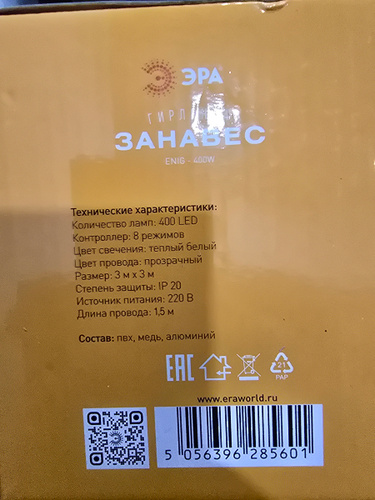 ЭРА
ГИРЛЯНДА
ЗАНАВЕС
ENIG - 400W
Технические характеристики:
Количество ламп: 400 LED
Контроллер: 8 режимов
Цвет свечения: теплый белый
Цвет провода: прозрачный
Размер: 3 м х 3 м
Степень защиты: IP 20
Источник питания: 220 В
Длина провода: 1,5 м
Состав: пвх, медь, алюминий
EAC
21
PAP
www.eraworld.ru
5 056396 285601